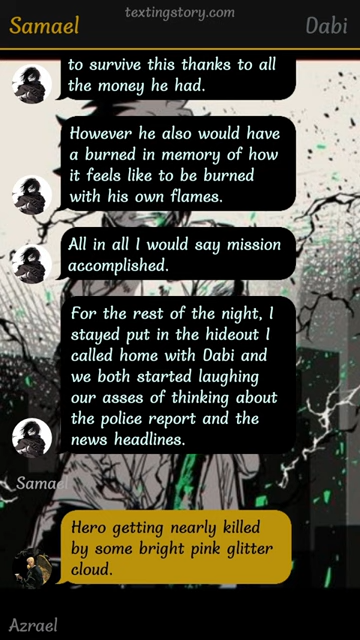 textingstory.com
Samael
Dabi
to survive this thanks to all
the money he had.
However he also would have
a burned in memory of how
it feels like to be burned
with his own flames.
All in all I would say mission
accomplished.
For the rest of the night, I
stayed put in the hideout I
called home with Dabi and
we both started laughing
our asses of thinking about
the police report and the
news headlines.
Samael
Hero getting nearly killed
by some bright pink glitter
cloud.
Azrael